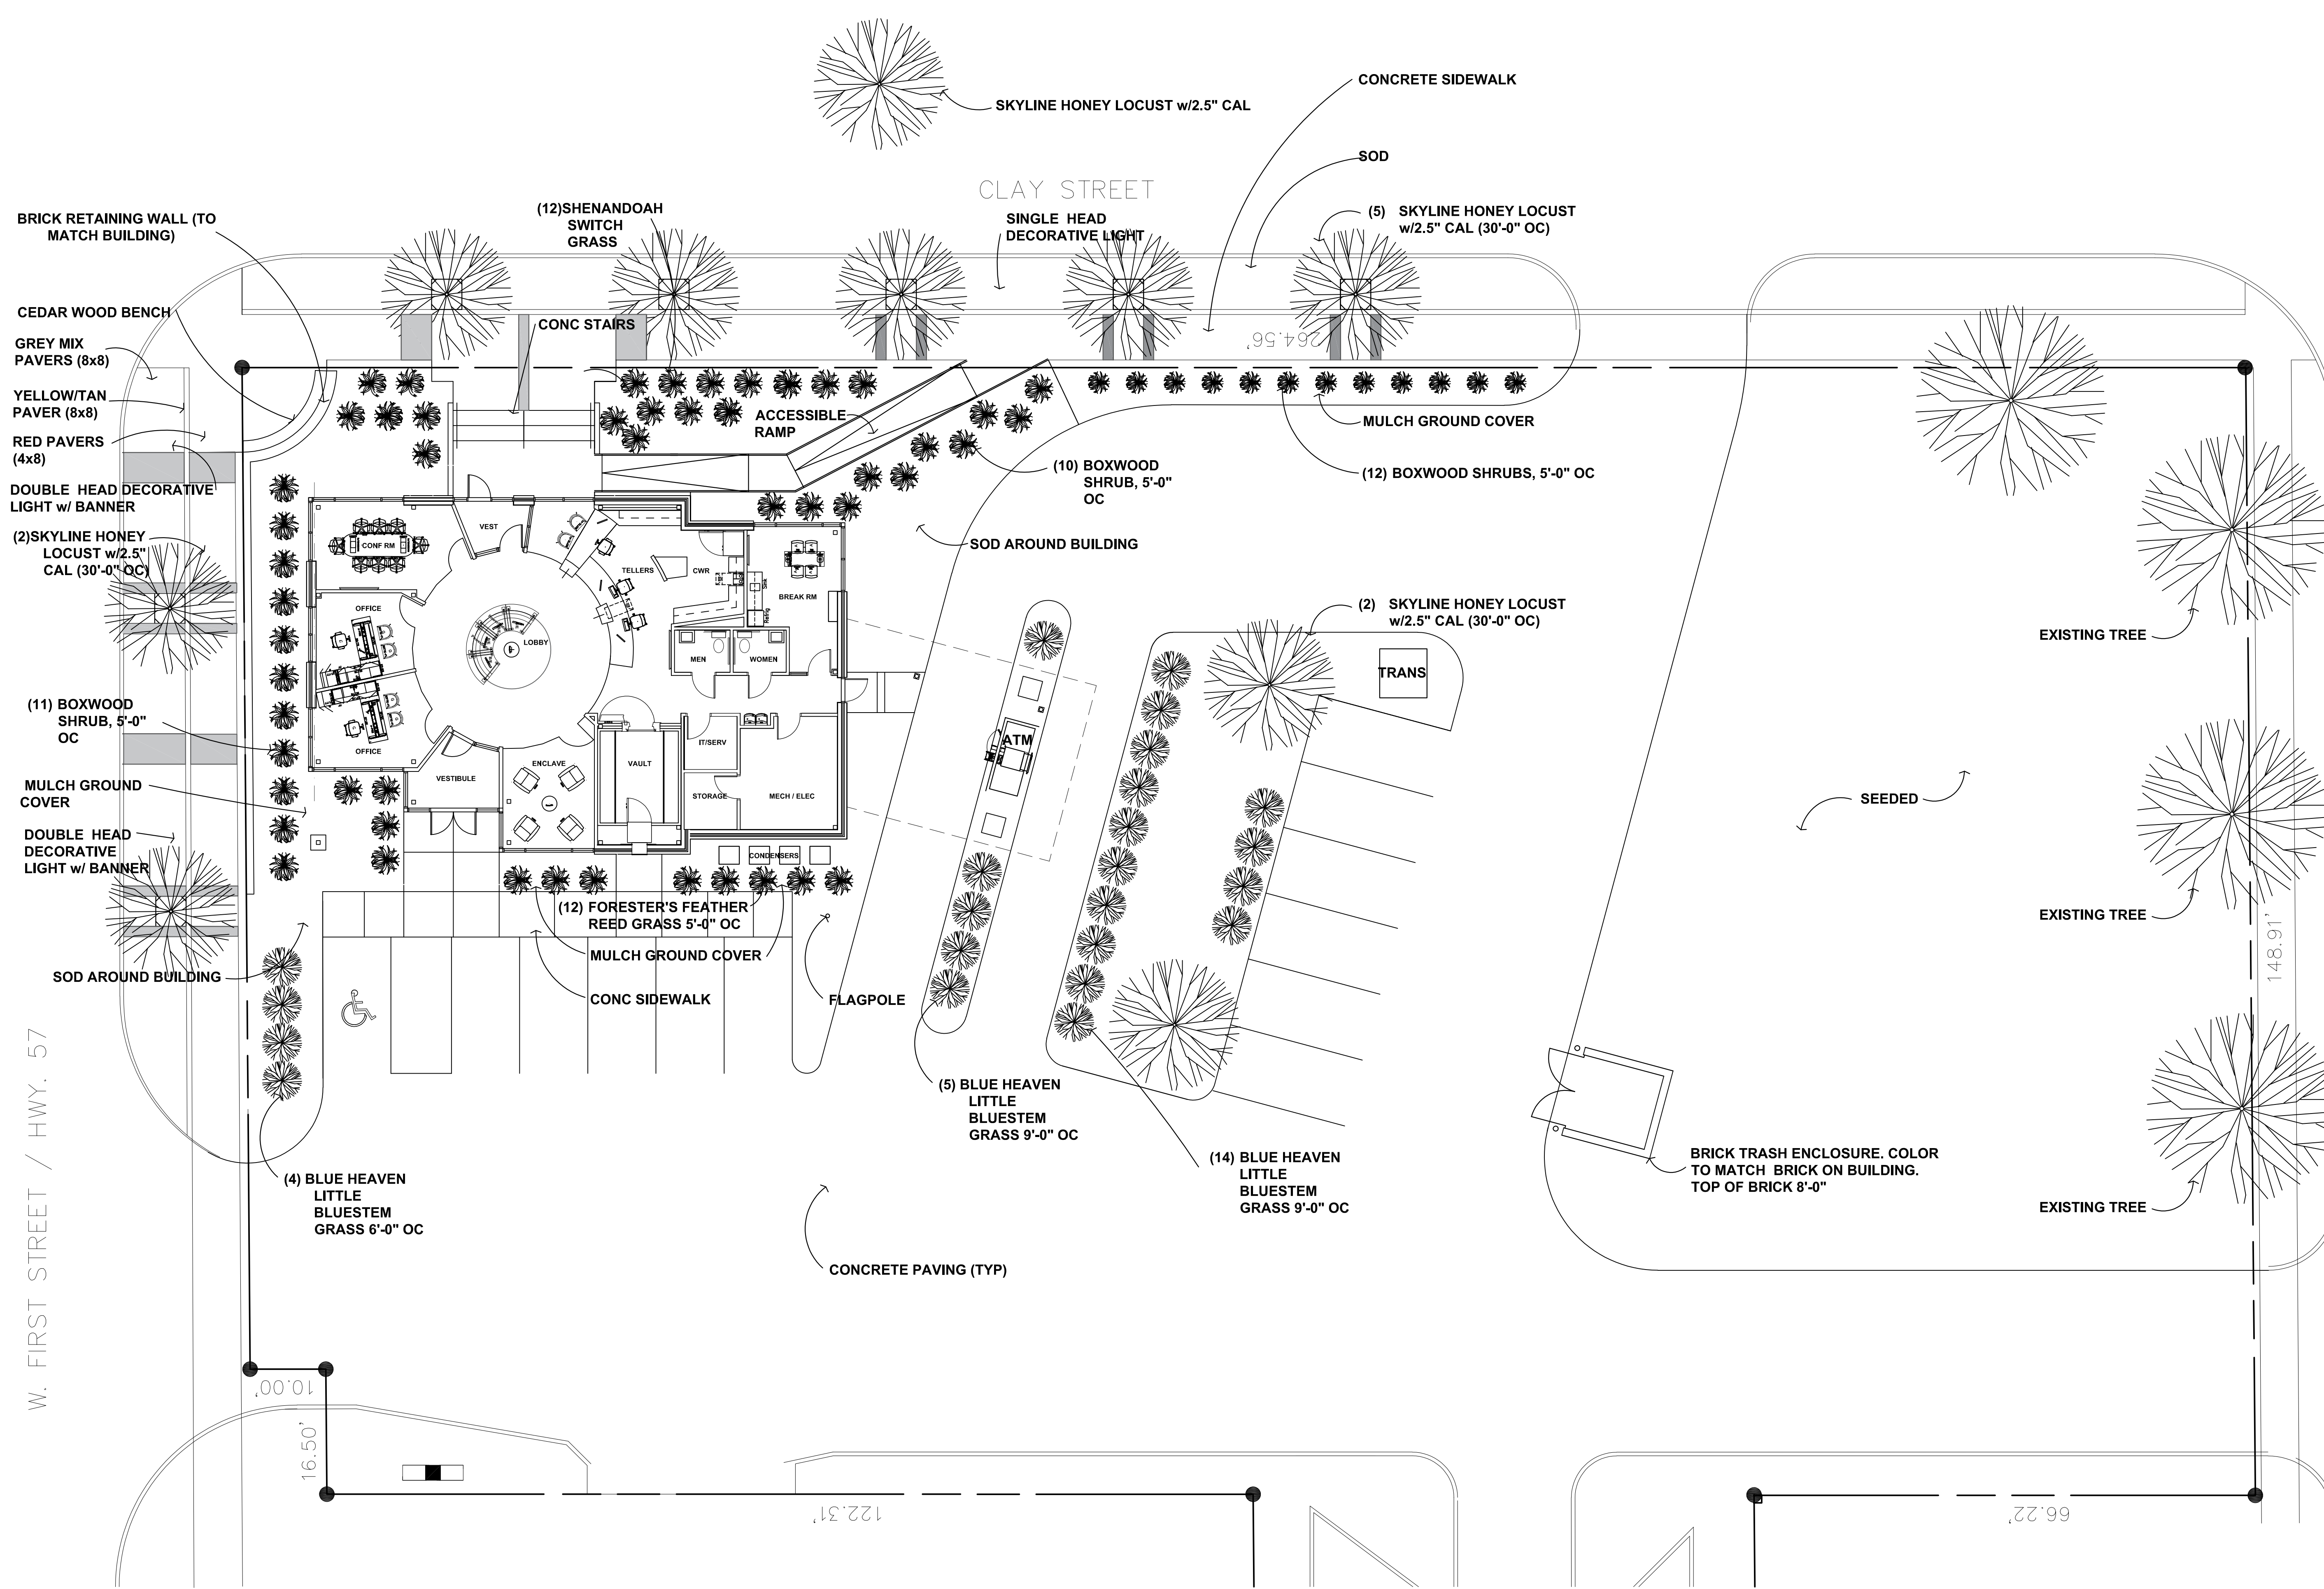 CONCRETE SIDEWALK
SKYLINE HONEY LOCUST w/2.5" CAL
SOD
CLAY STREET
BRICK RETAINING WALL (TO
MATCH BUILDING)
(12)SHENANDOAH
SWITCH
GRASS
SINGLE HEAD
DECORATIVE LIGHT
(5) SKYLINE HONEY LOCUST
w/2.5" CAL (30'-0" OC)
CEDAR WOOD BENCH
CONC STAIRS
264.56'
GREY MIX
PAVERS (8x8)
YELLOW/TAN
PAVER (8x8)
RED PAVERS
(4x8)
ACCESSIBLE
RAMP
MULCH GROUND COVER
(10) BOXWOOD
SHRUB, 5'-0"
OC
(12) BOXWOOD SHRUBS, 5'-0" OC
DOUBLE HEAD DECORATIVE
LIGHT w/ BANNER
(2)SKYLINE HONEY
LOCUST w/2.5"
CAL (30'-0" OC)
SOD AROUND BUILDING
VEST
CONF RM
TELLERS
CWR
Sink
BREAK RM
Refrig
OFFICE
LOBBY
MEN
WOMEN
(2) SKYLINE HONEY LOCUST
w/2.5" CAL (30'-0" OC)
TRANS
EXISTING TREE
(11) BOXWOOD
SHRUB, 5'-0"
OC
OFFICE
VESTIBULE
ENCLAVE
VAULT
IT/SERV
STORAGE
MECH / ELEC
ATM
MULCH GROUND
COVER
SEEDED
DOUBLE HEAD
DECORATIVE
LIGHT w/ BANNER
CONDENSERS
(12) FORESTER'S FEATHER
REED GRASS 5'-0" OC
EXISTING TREE
148.91'
MULCH GROUND COVER
SOD AROUND BUILDING
CONC SIDEWALK
FLAGPOLE
W. FIRST STREET / HWY. 57
(5) BLUE HEAVEN
LITTLE
BLUESTEM
GRASS 9'-0" OC
(14) BLUE HEAVEN
LITTLE
BLUESTEM
GRASS 9'-0" OC
BRICK TRASH ENCLOSURE. COLOR
TO MATCH BRICK ON BUILDING.
TOP OF BRICK 8'-0"
EXISTING TREE
(4) BLUE HEAVEN
LITTLE
BLUESTEM
GRASS 6'-0" OC
CONCRETE PAVING (TYP)
10.00'
16.50'
122.31'
66.22'